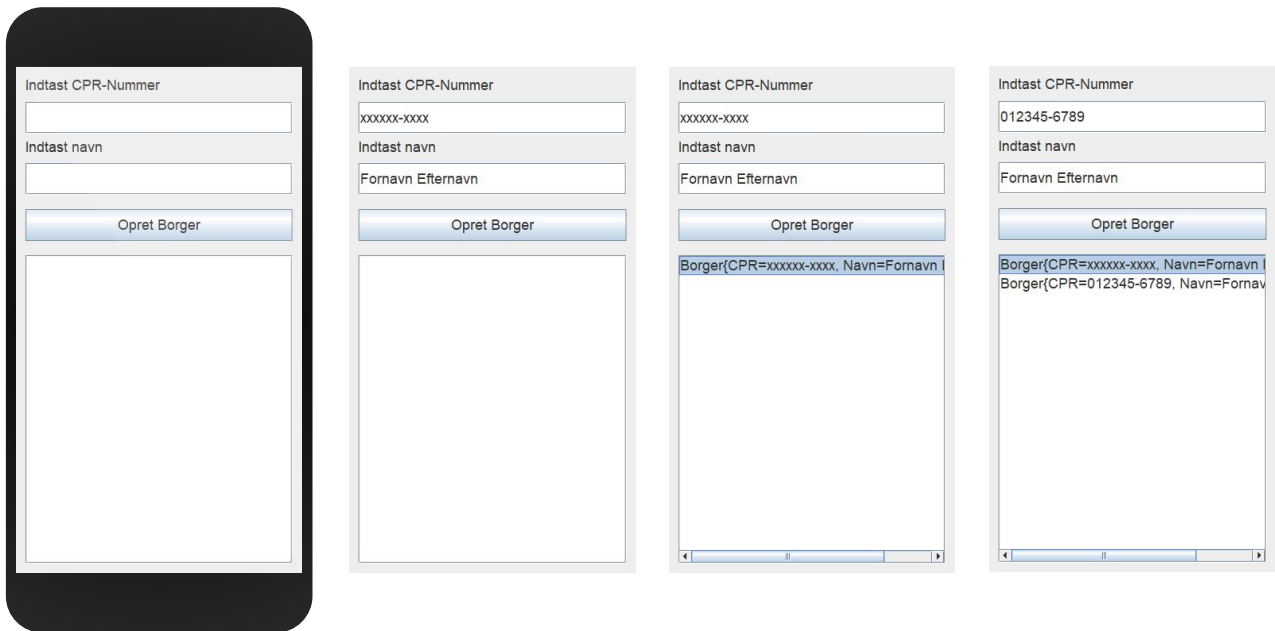 Indtast CPR-Nummer
Indtast navn
Opret Borger
Indtast CPR-Nummer
xxxxxx-xxxx
Indtast navn
Fornavn Efternavn
Opret Borger
Indtast CPR-Nummer
xxxxxx-xxxx
Indtast navn
Fornavn Efternavn
Opret Borger
Borger{CPR=xxxxxx-xxxx, Navn=Fornavn
Indtast CPR-Nummer
012345-6789
Indtast navn
Fornavn Efternavn
Opret Borger
Borger{CPR=xxxxxx-xxxx, Navn=Fornavn
Borger{CPR=012345-6789, Navn=Fornav